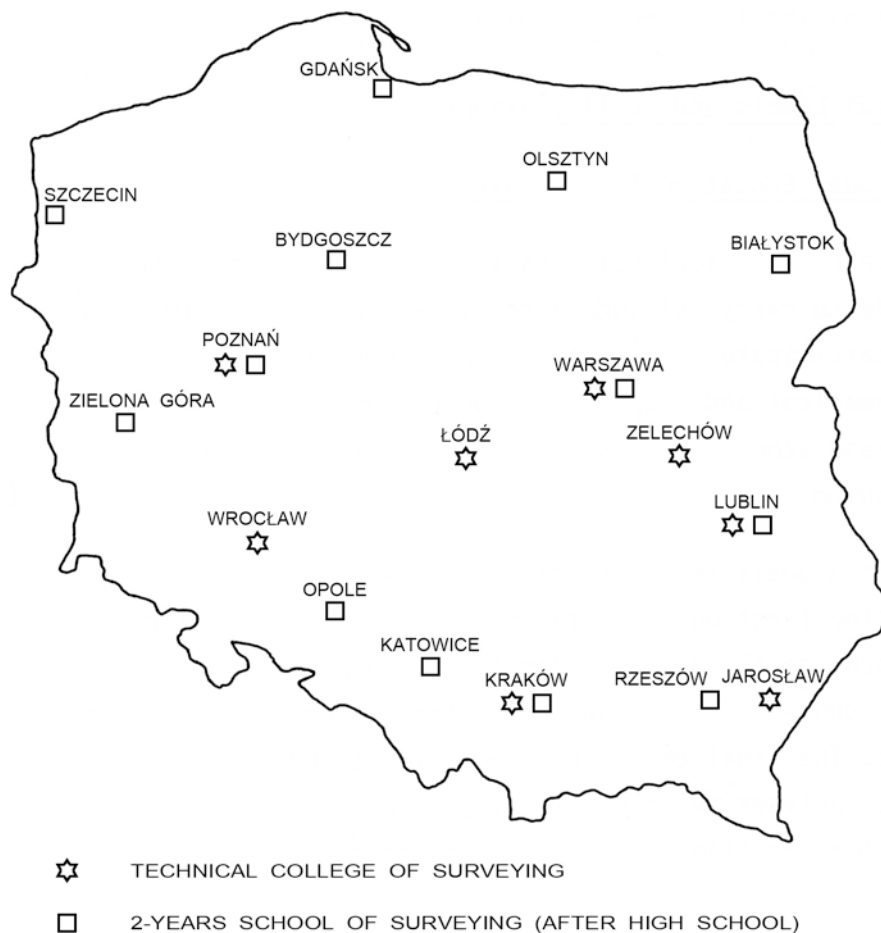 GDAŃSK
OLSZTYN
SZCZECIN
BYDGOSZCZ
BIAŁYSTOK
POZNAŃ
WARSZAWA
ZIELONA GÓRA
ŁÓDŹ
ZELECHÓW
LUBLIN
WROCŁAW
OPOLE
KATOWICE
KRAKÓW
RZESZÓW
JAROSŁAW
TECHNICAL COLLEGE OF SURVEYING
2-YEARS SCHOOL OF SURVEYING (AFTER HIGH SCHOOL)